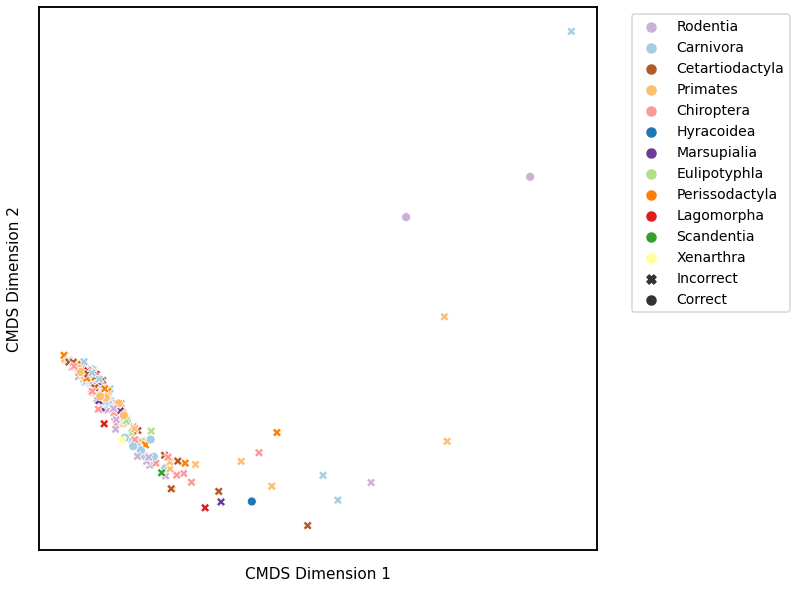 Rodentia
Carnivora
Cetartiodactyla
Primates
Chiroptera
Hyracoidea
Marsupialia
Eulipotyphla
Perissodactyla
Lagomorpha
Scandentia
Xenarthra
Incorrect
Correct
CMDS Dimension 2
CMDS Dimension 1